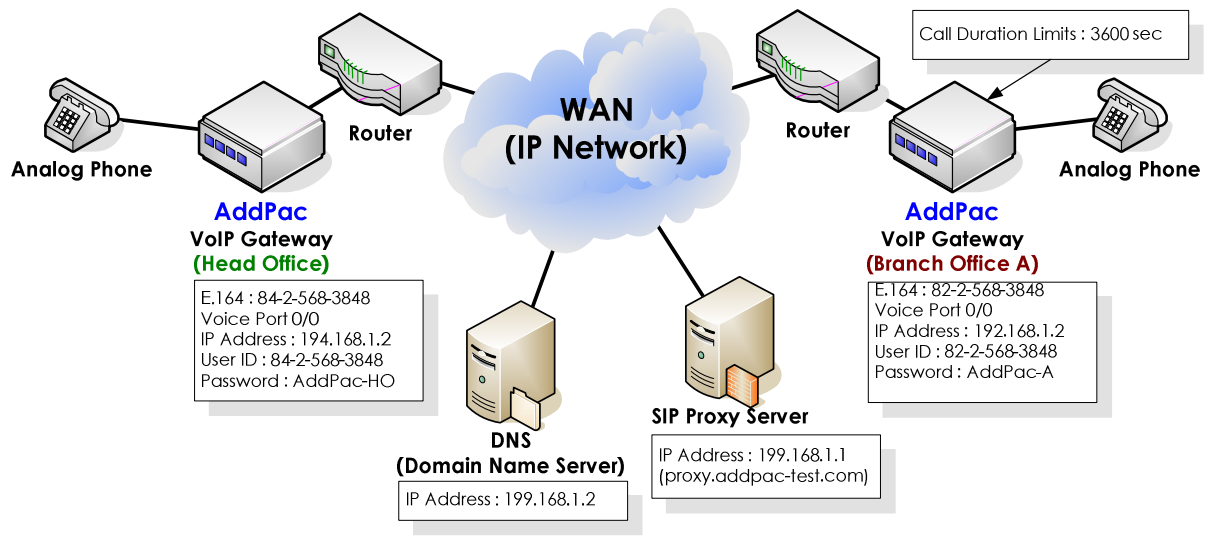 Call Duration Limits : 3600 sec
WAN
(IP Network)
Router
Router
Analog Phone
Analog Phone
AddPac
VoIP Gateway
(Head Office)
E.164 : 84-2-568-3848
Voice Port 0/0
IP Address : 194.168.1.2
User ID : 84-2-568-3848
Password : AddPac-HO
AddPac
VoIP Gateway
(Branch Office A)
E.164 : 82-2-568-3848
Voice Port 0/0
IP Address : 192.168.1.2
User ID : 82-2-568-3848
Password : AddPac-A
DNS
(Domain Name Server)
IP Address : 199.168.1.2
SIP Proxy Server
IP Address : 199.168.1.1
(proxy.addpac-test.com)